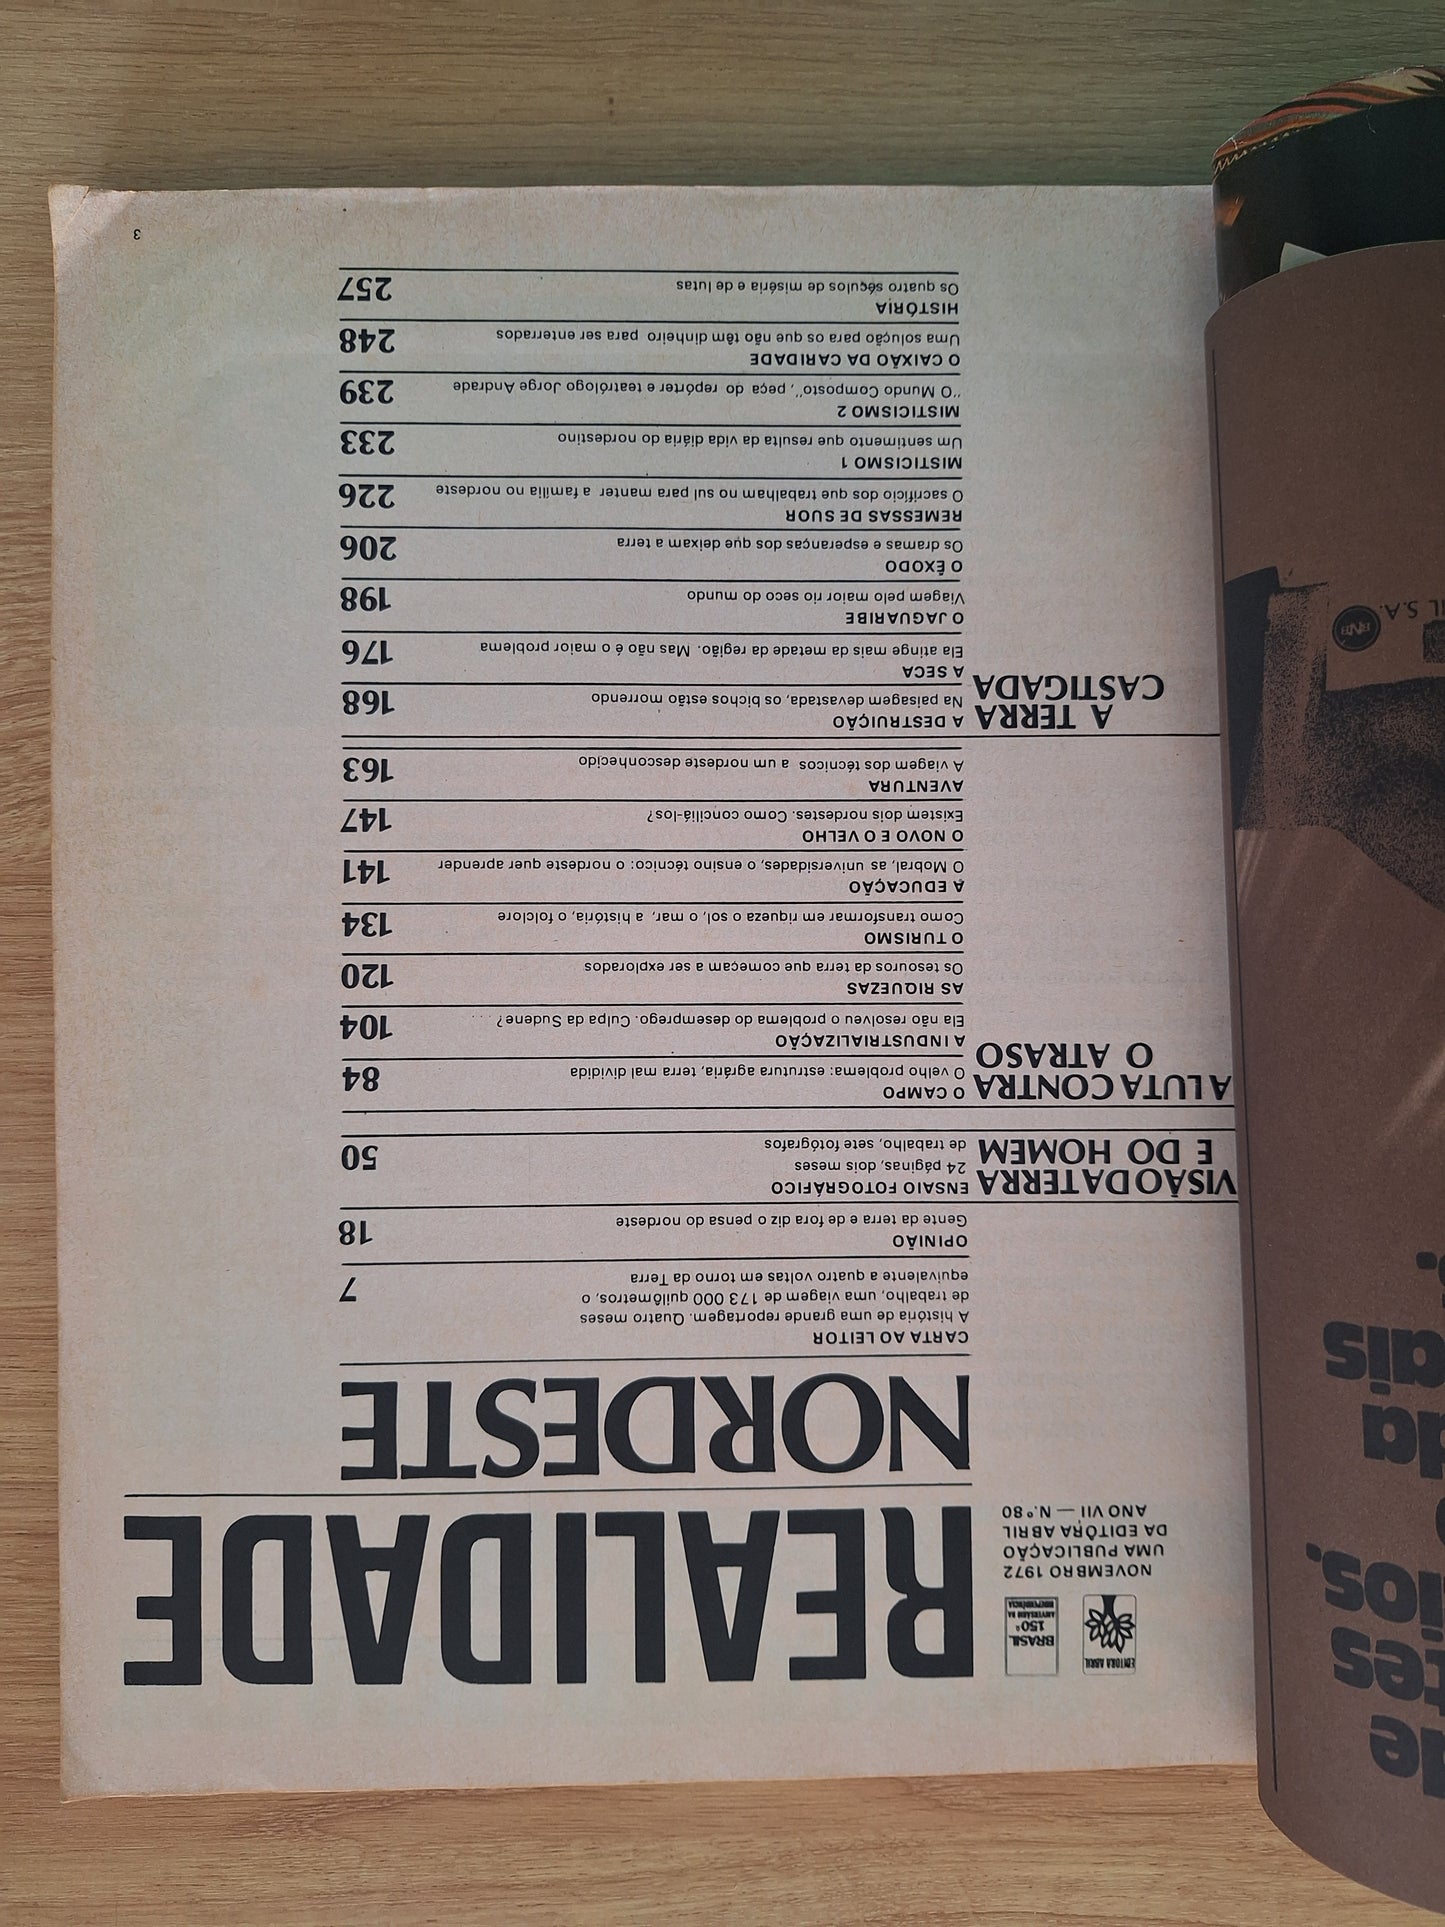 EDITORA ABRIL
BRASIL
150º
ANIVERSÁRIO DA
INDEPENDÊNCIA
NOVEMBRO 1972
UMA PUBLICAÇÃO
DA EDITÔRA ABRIL
ANO VII — N.º 80
REALIDADE
NORDESTE
CARTA AO LEITOR
A história de uma grande reportagem. Quatro meses
de trabalho, uma viagem de 173 000 quilômetros, o
equivalente a quatro voltas em torno da Terra
7
OPINIÃO
Gente da terra e de fora diz o pensa do nordeste
18
VISÃO DA TERRA
E DO HOMEM
ENSAIO FOTOGRÁFICO
24 páginas, dois meses
de trabalho, sete fotógrafos
50
A LUTA CONTRA
O ATRASO
O CAMPO
O velho problema: estrutura agrária, terra mal dividida
84
A INDUSTRIALIZAÇÃO
Ela não resolveu o problema do desemprego. Culpa da Sudene? . . .
104
AS RIQUEZAS
Os tesouros da terra que começam a ser explorados
120
O TURISMO
Como transformar em riqueza o sol, o mar, a história, o folclore
134
A EDUCAÇÃO
O Mobral, as universidades, o ensino técnico: o nordeste quer aprender
141
O NOVO E O VELHO
Existem dois nordestes. Como conciliá-los?
147
AVENTURA
A viagem dos técnicos a um nordeste desconhecido
163
A TERRA
CASTIGADA
A DESTRUIÇÃO
Na paisagem devastada, os bichos estão morrendo
168
A SECA
Ela atinge mais da metade da região. Mas não é o maior problema
176
O JAGUARIBE
Viagem pelo maior rio seco do mundo
198
O ÊXODO
Os dramas e esperanças dos que deixam a terra
206
REMESSAS DE SUOR
O sacrifício dos que trabalham no sul para manter a família no nordeste
226
MISTICISMO 1
Um sentimento que resulta da vida diária do nordestino
233
MISTICISMO 2
"O Mundo Composto", peça do repórter e teatrólogo Jorge Andrade
239
O CAIXÃO DA CARIDADE
Uma solução para os que não têm dinheiro para ser enterrados
248
HISTÓRIA
Os quatro séculos de miséria e de lutas
257
3
BNB
IL S.A.